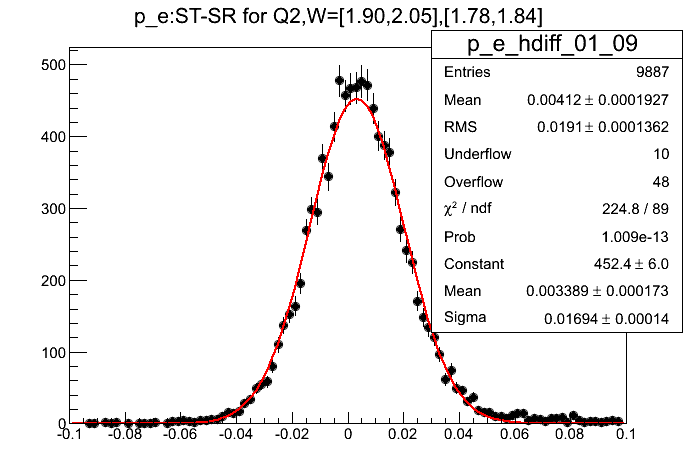 p_e:ST-SR for Q2,W=[1.90,2.05],[1.78,1.84]
p_e_hdiff_01_09
Entries 9887
Mean 0.00412 ± 0.0001927
RMS 0.0191 ± 0.0001362
Underflow 10
Overflow 48
χ² / ndf 224.8 / 89
Prob 1.009e-13
Constant 452.4 ± 6.0
Mean 0.003389 ± 0.000173
Sigma 0.01694 ± 0.00014
500
400
300
200
100
0
-0.1 -0.08 -0.06 -0.04 -0.02 0 0.02 0.04 0.06 0.08 0.1